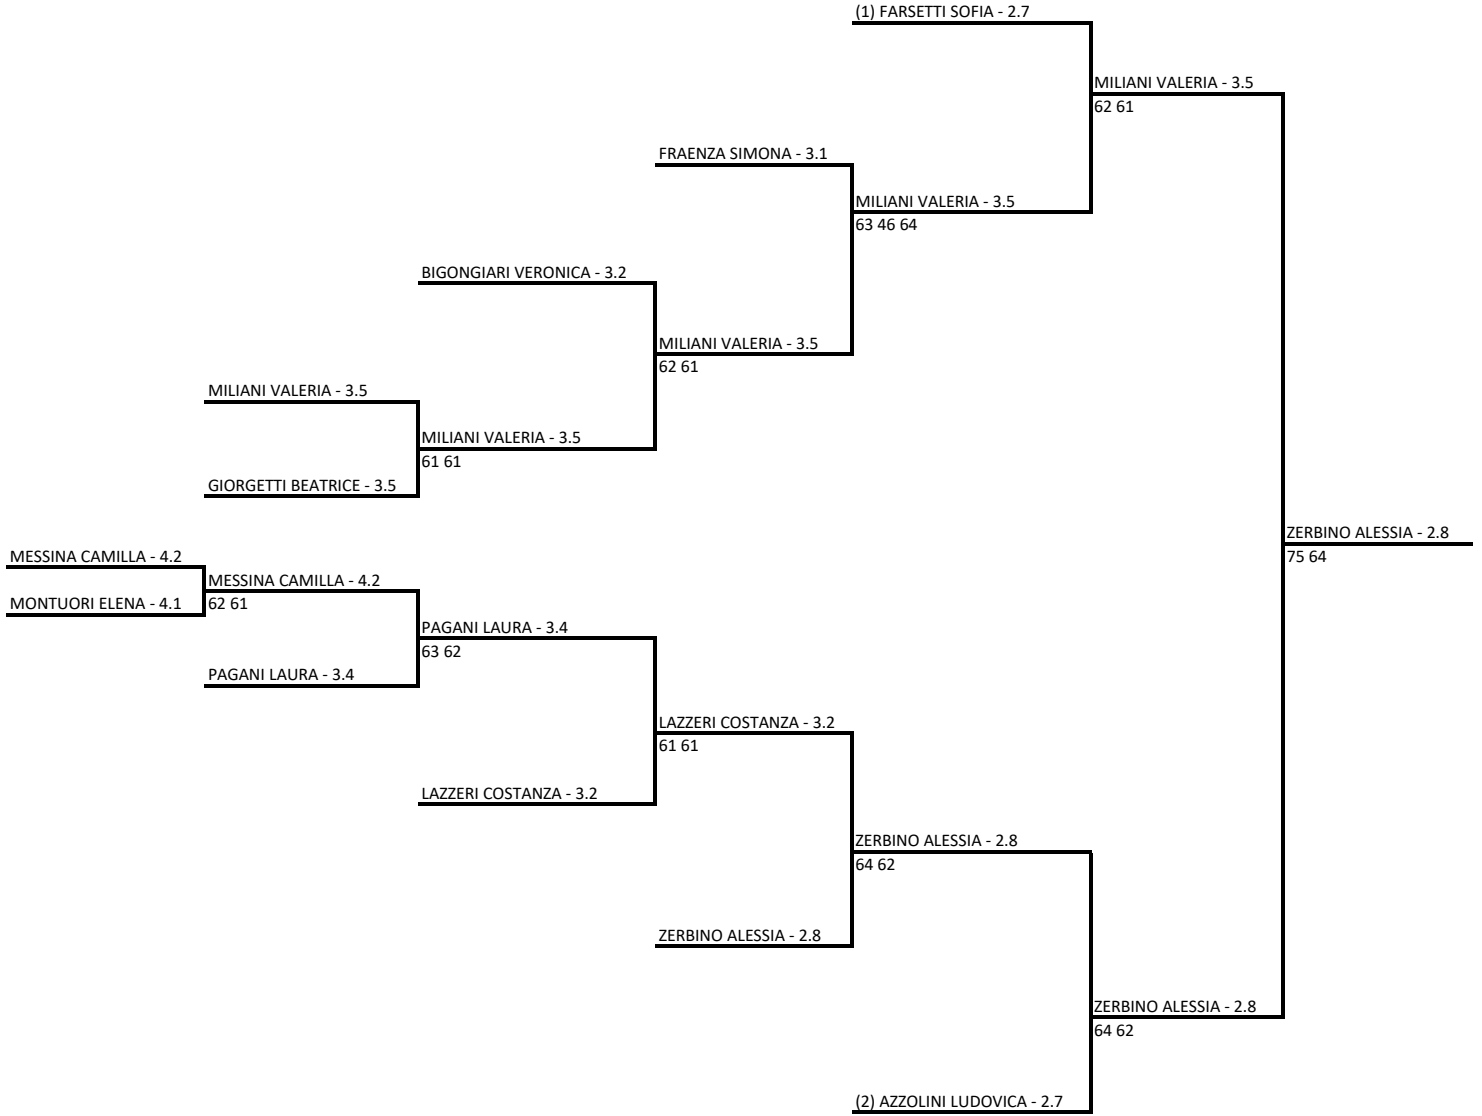 (1) FARSETTI SOFIA - 2.7
MILIANI VALERIA - 3.5
62 61
FRAENZA SIMONA - 3.1
MILIANI VALERIA - 3.5
63 46 64
BIGONGIARI VERONICA - 3.2
MILIANI VALERIA - 3.5
62 61
MILIANI VALERIA - 3.5
MILIANI VALERIA - 3.5
61 61
GIORGETTI BEATRICE - 3.5
ZERBINO ALESSIA - 2.8
75 64
MESSINA CAMILLA - 4.2
MESSINA CAMILLA - 4.2
62 61
MONTUORI ELENA - 4.1
PAGANI LAURA - 3.4
63 62
PAGANI LAURA - 3.4
LAZZERI COSTANZA - 3.2
61 61
LAZZERI COSTANZA - 3.2
ZERBINO ALESSIA - 2.8
64 62
ZERBINO ALESSIA - 2.8
ZERBINO ALESSIA - 2.8
64 62
(2) AZZOLINI LUDOVICA - 2.7